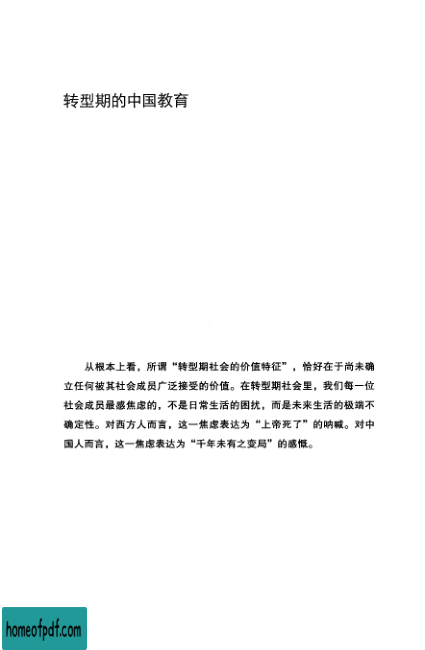 转型期的中国教育
从根本上看，所谓“转型期社会的价值特征”，恰好在于尚未确
立任何被其社会成员广泛接受的价值。在转型期社会里，我们每一位
社会成员最感焦虑的，不是日常生活的困扰，而是未来生活的极端不
确定性。对西方人而言，这一焦虑表达为“上帝死了”的呐喊。对中
国人而言，这一焦虑表达为“千年未有之变局”的感慨。
homeofpdf.com